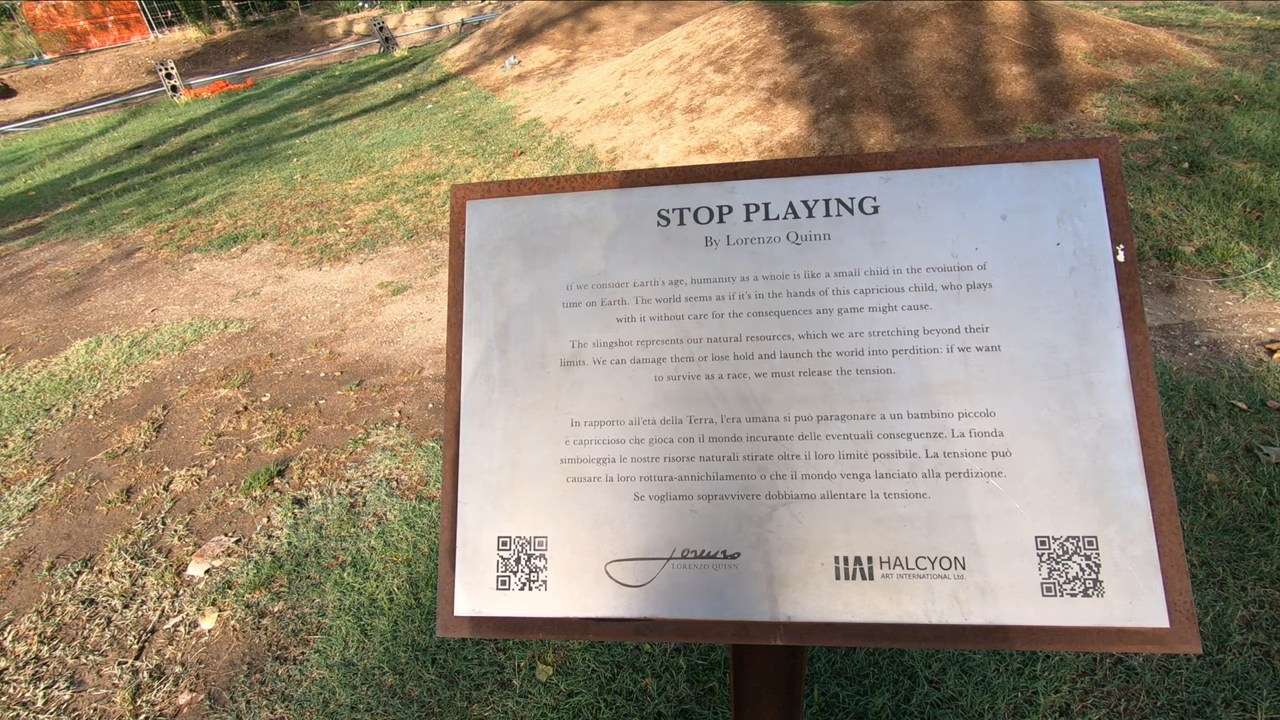 STOP PLAYING
By Lorenzo Quinn
If we consider Earth's age, humanity as a whole is like a small child in the evolution of
time on Earth. The world seems as if it's in the hands of this capricious child, who plays
with it without care for the consequences any game might cause.
The slingshot represents our natural resources, which we are stretching beyond their
limits. We can damage them or lose hold and launch the world into perdition: if we want
to survive as a race, we must release the tension.
In rapporto all'età della Terra, l'era umana si può paragonare a un bambino piccolo
e capriccioso che gioca con il mondo incurante delle eventuali conseguenze. La fionda
simboleggia le nostre risorse naturali stirate oltre il loro limite possibile. La tensione può
causare la loro rottura-annichilamento o che il mondo venga lanciato alla perdizione.
Se vogliamo sopravvivere dobbiamo allentare la tensione.
Lorenzo
LORENZO QUINN
HAI HALCYON
ART INTERNATIONAL Ltd.